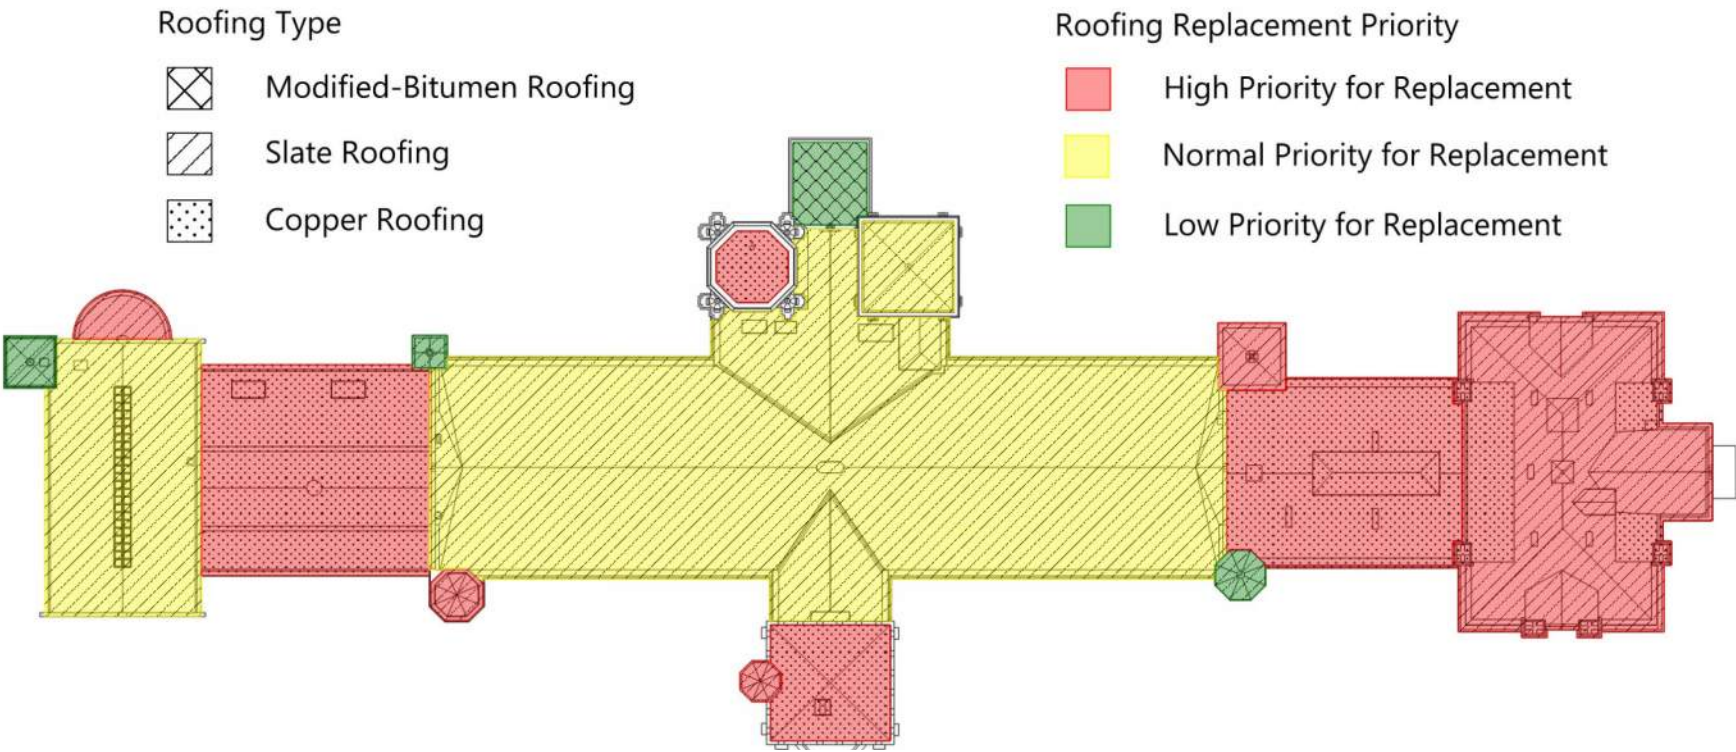 Roofing Type
Modified-Bitumen Roofing
Slate Roofing
Copper Roofing
Roofing Replacement Priority
High Priority for Replacement
Normal Priority for Replacement
Low Priority for Replacement